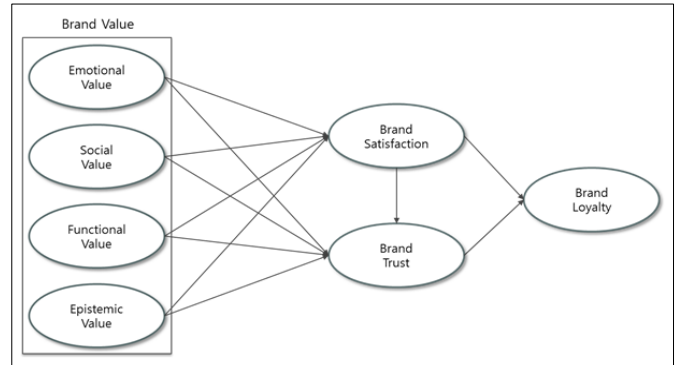 Brand Value
Emotional
Value
Social
Value
Functional
Value
Epistemic
Value
Brand
Satisfaction
Brand
Trust
Brand
Loyalty